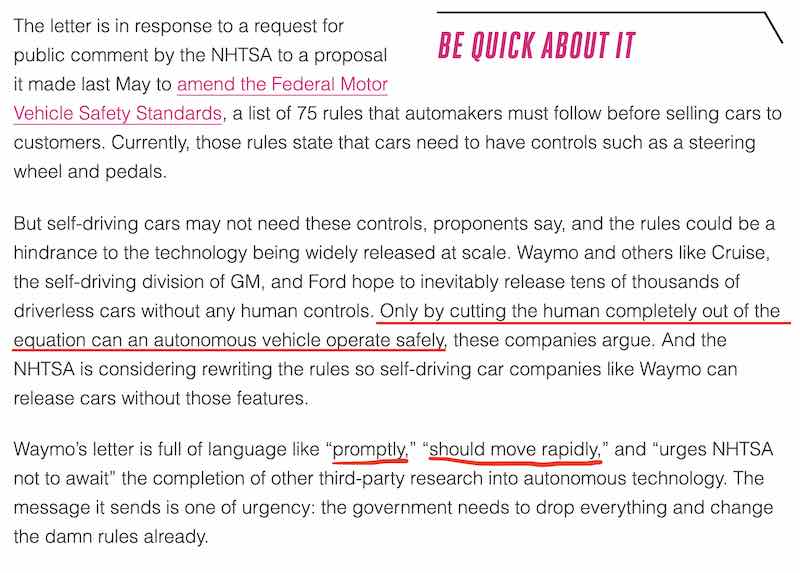 The letter is in response to a request for
public comment by the NHTSA to a proposal
it made last May to amend the Federal Motor
Vehicle Safety Standards, a list of 75 rules that automakers must follow before selling cars to
customers. Currently, those rules state that cars need to have controls such as a steering
wheel and pedals.
BE QUICK ABOUT IT
But self-driving cars may not need these controls, proponents say, and the rules could be a
hindrance to the technology being widely released at scale. Waymo and others like Cruise,
the self-driving division of GM, and Ford hope to inevitably release tens of thousands of
driverless cars without any human controls. Only by cutting the human completely out of the
equation can an autonomous vehicle operate safely, these companies argue. And the
NHTSA is considering rewriting the rules so self-driving car companies like Waymo can
release cars without those features.
Waymo’s letter is full of language like “promptly,” “should move rapidly,” and “urges NHTSA
not to await” the completion of other third-party research into autonomous technology. The
message it sends is one of urgency: the government needs to drop everything and change
the damn rules already.